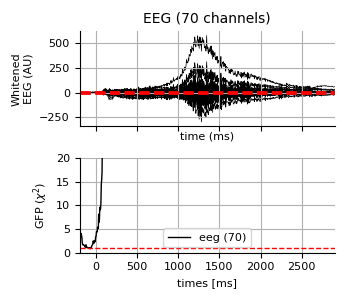 EEG (70 channels)
Whitened
EEG (AU)
500
250
0
−250
time (ms)
GFP (χ²)
20
15
10
5
0
eeg (70)
0 500 1000 1500 2000 2500
times [ms]